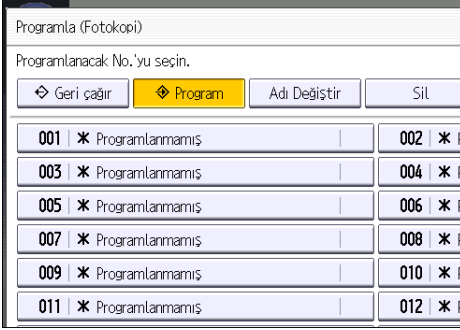 Programla (Fotokopi)
Programlanacak No.'yu seçin.
Geri çağır Program Adı Değiştir Sil
001 * Programlanmamış 002 *
003 * Programlanmamış 004 *
005 * Programlanmamış 006 *
007 * Programlanmamış 008 *
009 * Programlanmamış 010 *
011 * Programlanmamış 012 *